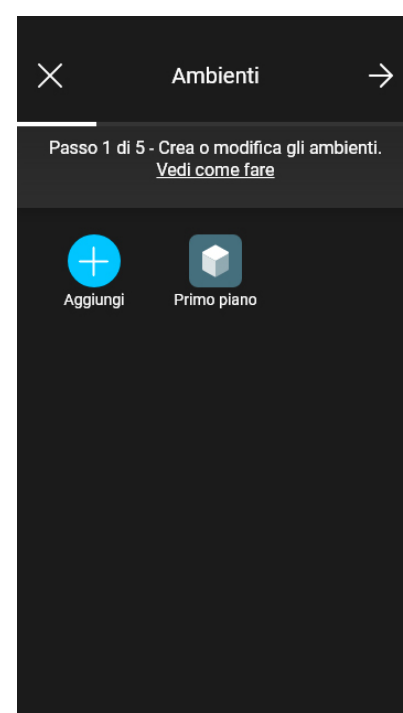 Ambienti
Passo 1 di 5 - Crea o modifica gli ambienti.
Vedi come fare
Aggiungi
Primo piano